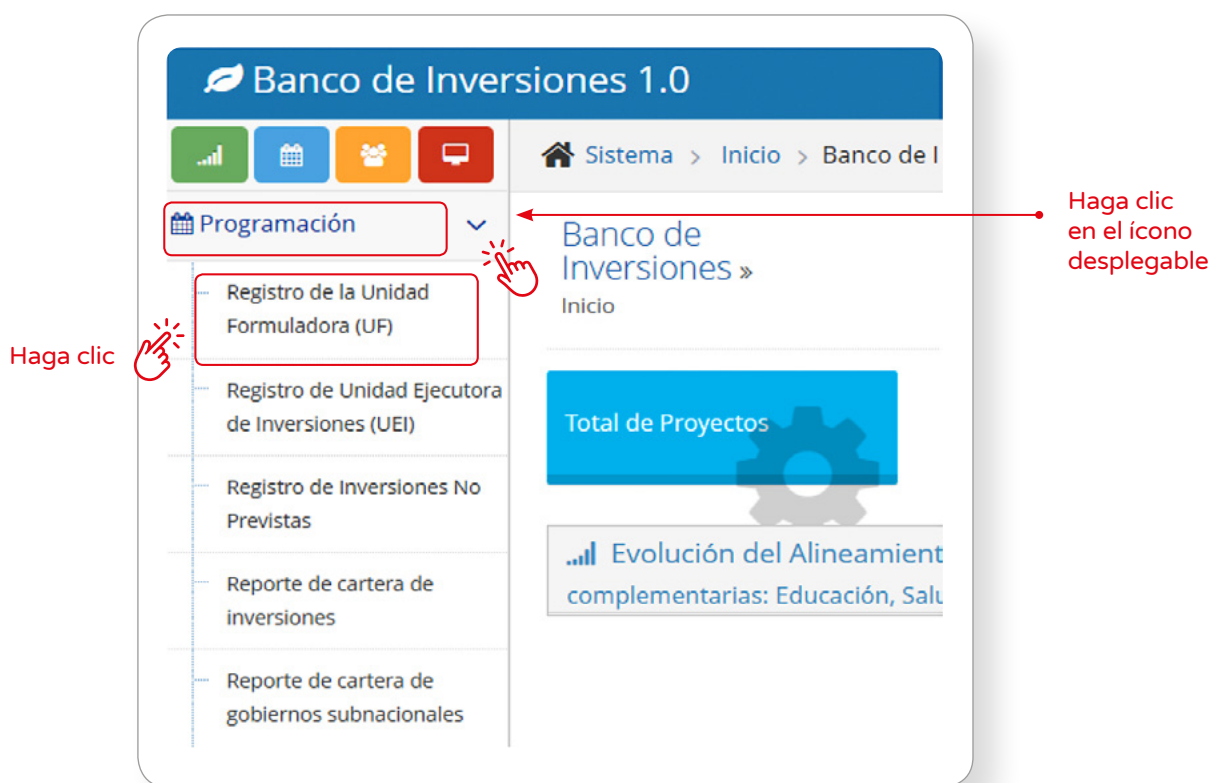 Banco de Inversiones 1.0
Sistema > Inicio > Banco de I
Programación
Haga clic
en el ícono
desplegable
Banco de
Inversiones »
Inicio
Registro de la Unidad
Formuladora (UF)
Haga clic
Registro de Unidad Ejecutora
de Inversiones (UEI)
Registro de Inversiones No
Previstas
Reporte de cartera de
inversiones
Reporte de cartera de
gobiernos subnacionales
Total de Proyectos
Evolución del Alineamient
complementarias: Educación, Salu